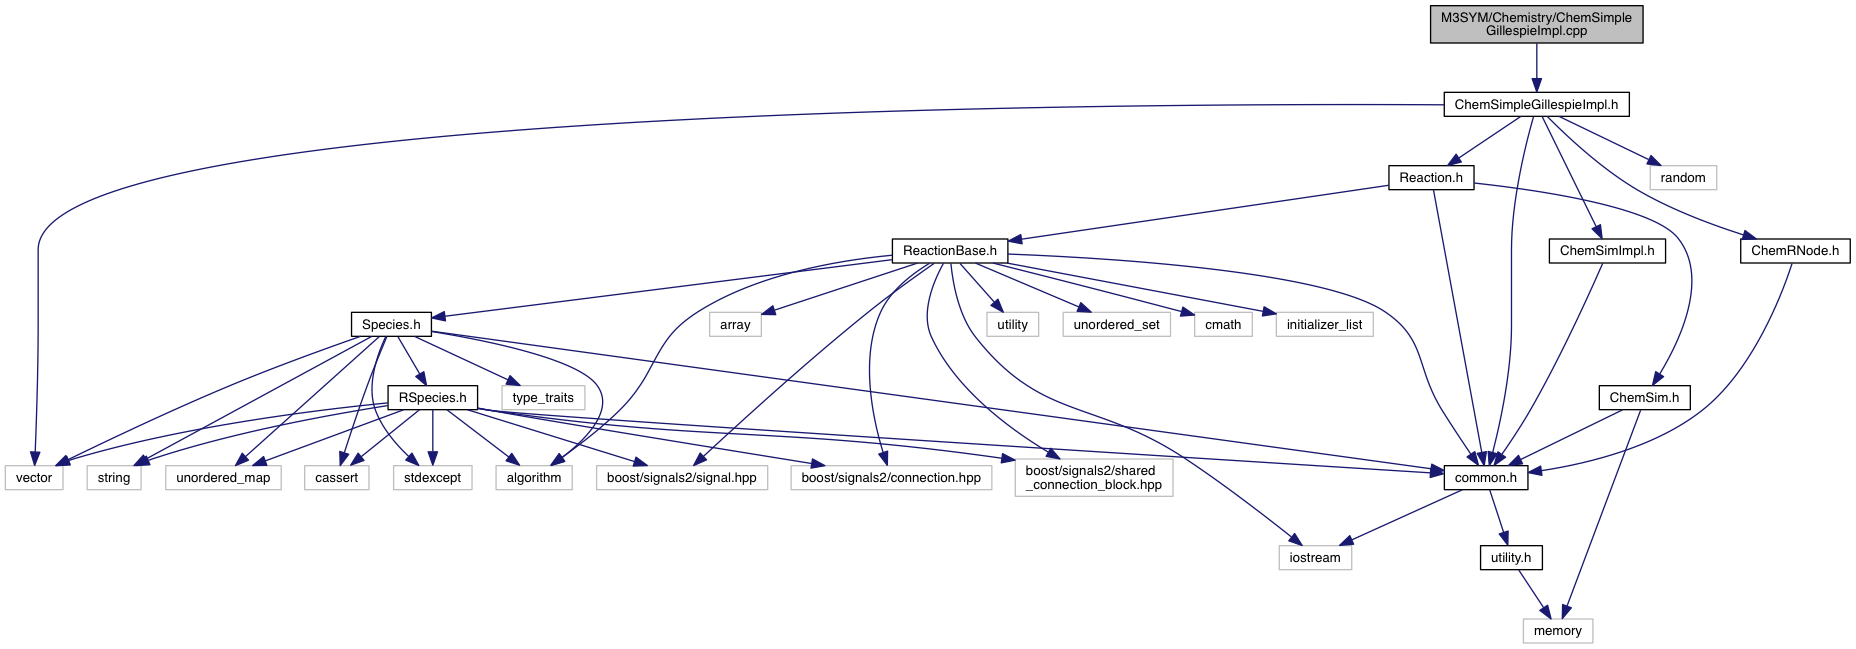 M3SYM/Chemistry/ChemSimple
GillespieImpl.cpp
ChemSimpleGillespieImpl.h
Reaction.h
random
ReactionBase.h
ChemSimImpl.h
ChemRNode.h
Species.h
array
utility
unordered_set
cmath
initializer_list
RSpecies.h
type_traits
ChemSim.h
vector
string
unordered_map
cassert
stdexcept
algorithm
boost/signals2/signal.hpp
boost/signals2/connection.hpp
boost/signals2/shared
_connection_block.hpp
common.h
iostream
utility.h
memory